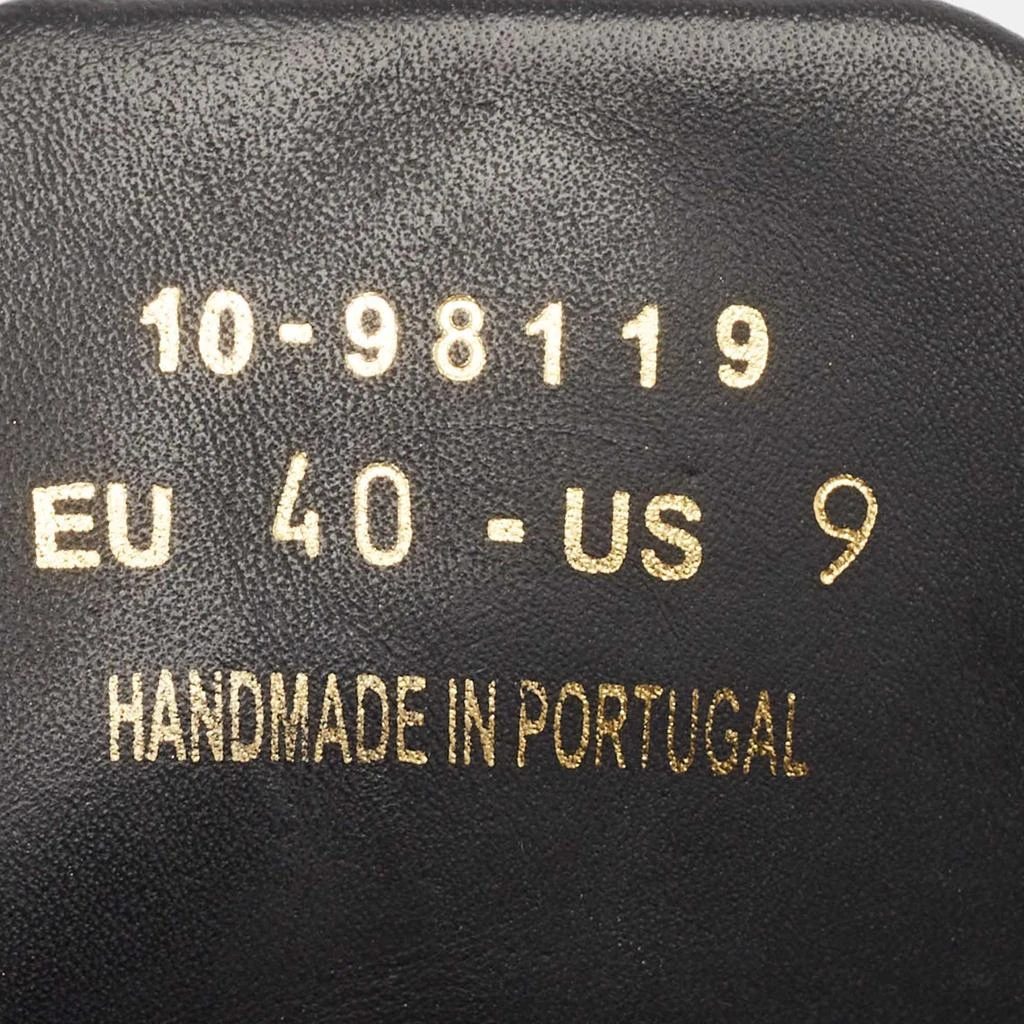 10-98119
EU 40 - US 9
HANDMADE IN PORTUGAL